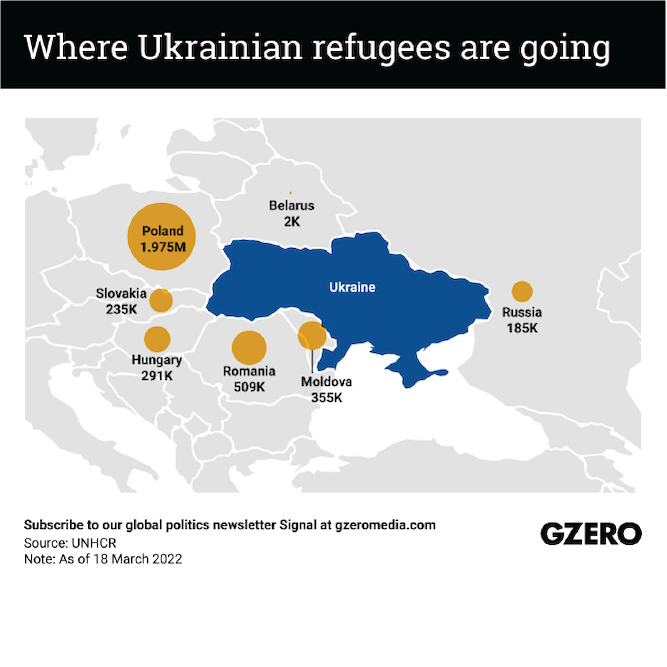 Where Ukrainian refugees are going
Belarus
2K
Poland
1.975M
Ukraine
Slovakia
235K
Russia
185K
Hungary
291K
Romania
509K
Moldova
355K
Subscribe to our global politics newsletter Signal at gzeromedia.com
Source: UNHCR
Note: As of 18 March 2022
GZERO